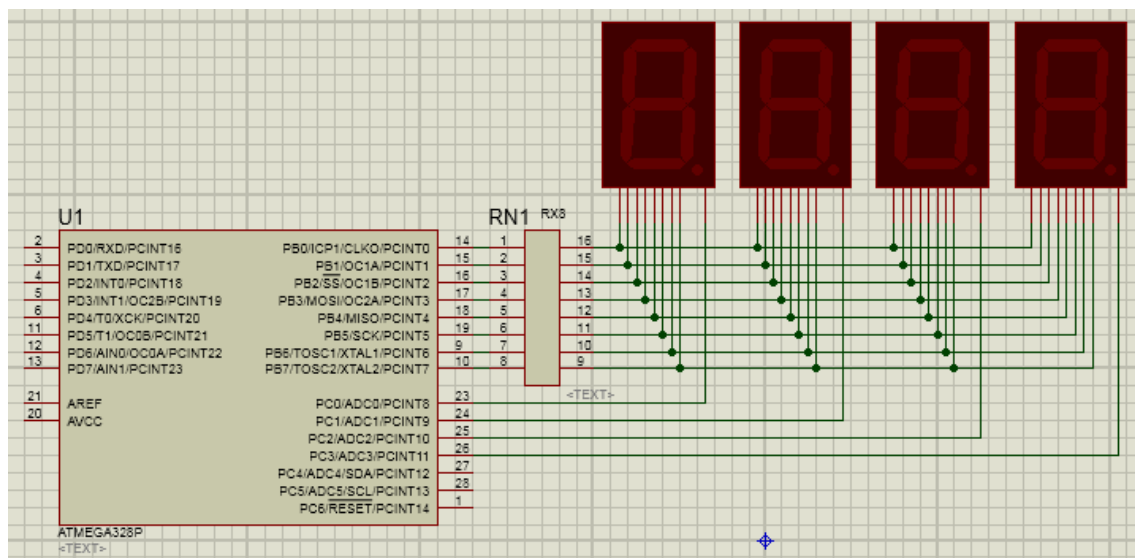 U1
RN1 RX8
2 PD0/RXD/PCINT16 PB0/ICP1/CLKO/PCINT0 14 1 16
3 PD1/TXD/PCINT17 PB1/OC1A/PCINT1 15 2 15
4 PD2/INT0/PCINT18 PB2/SS/OC1B/PCINT2 16 3 14
5 PD3/INT1/OC2B/PCINT19 PB3/MOSI/OC2A/PCINT3 17 4 13
6 PD4/T0/XCK/PCINT20 PB4/MISO/PCINT4 18 5 12
11 PD5/T1/OC0B/PCINT21 PB5/SCK/PCINT5 19 6 11
12 PD6/AIN0/OC0A/PCINT22 PB6/TOSC1/XTAL1/PCINT6 9 7 10
13 PD7/AIN1/PCINT23 PB7/TOSC2/XTAL2/PCINT7 10 8 9
<TEXT>
21 AREF PC0/ADC0/PCINT8 23
20 AVCC PC1/ADC1/PCINT9 24
PC2/ADC2/PCINT10 25
PC3/ADC3/PCINT11 26
PC4/ADC4/SDA/PCINT12 27
PC5/ADC5/SCL/PCINT13 28
PC6/RESET/PCINT14 1
ATMEGA328P
<TEXT>